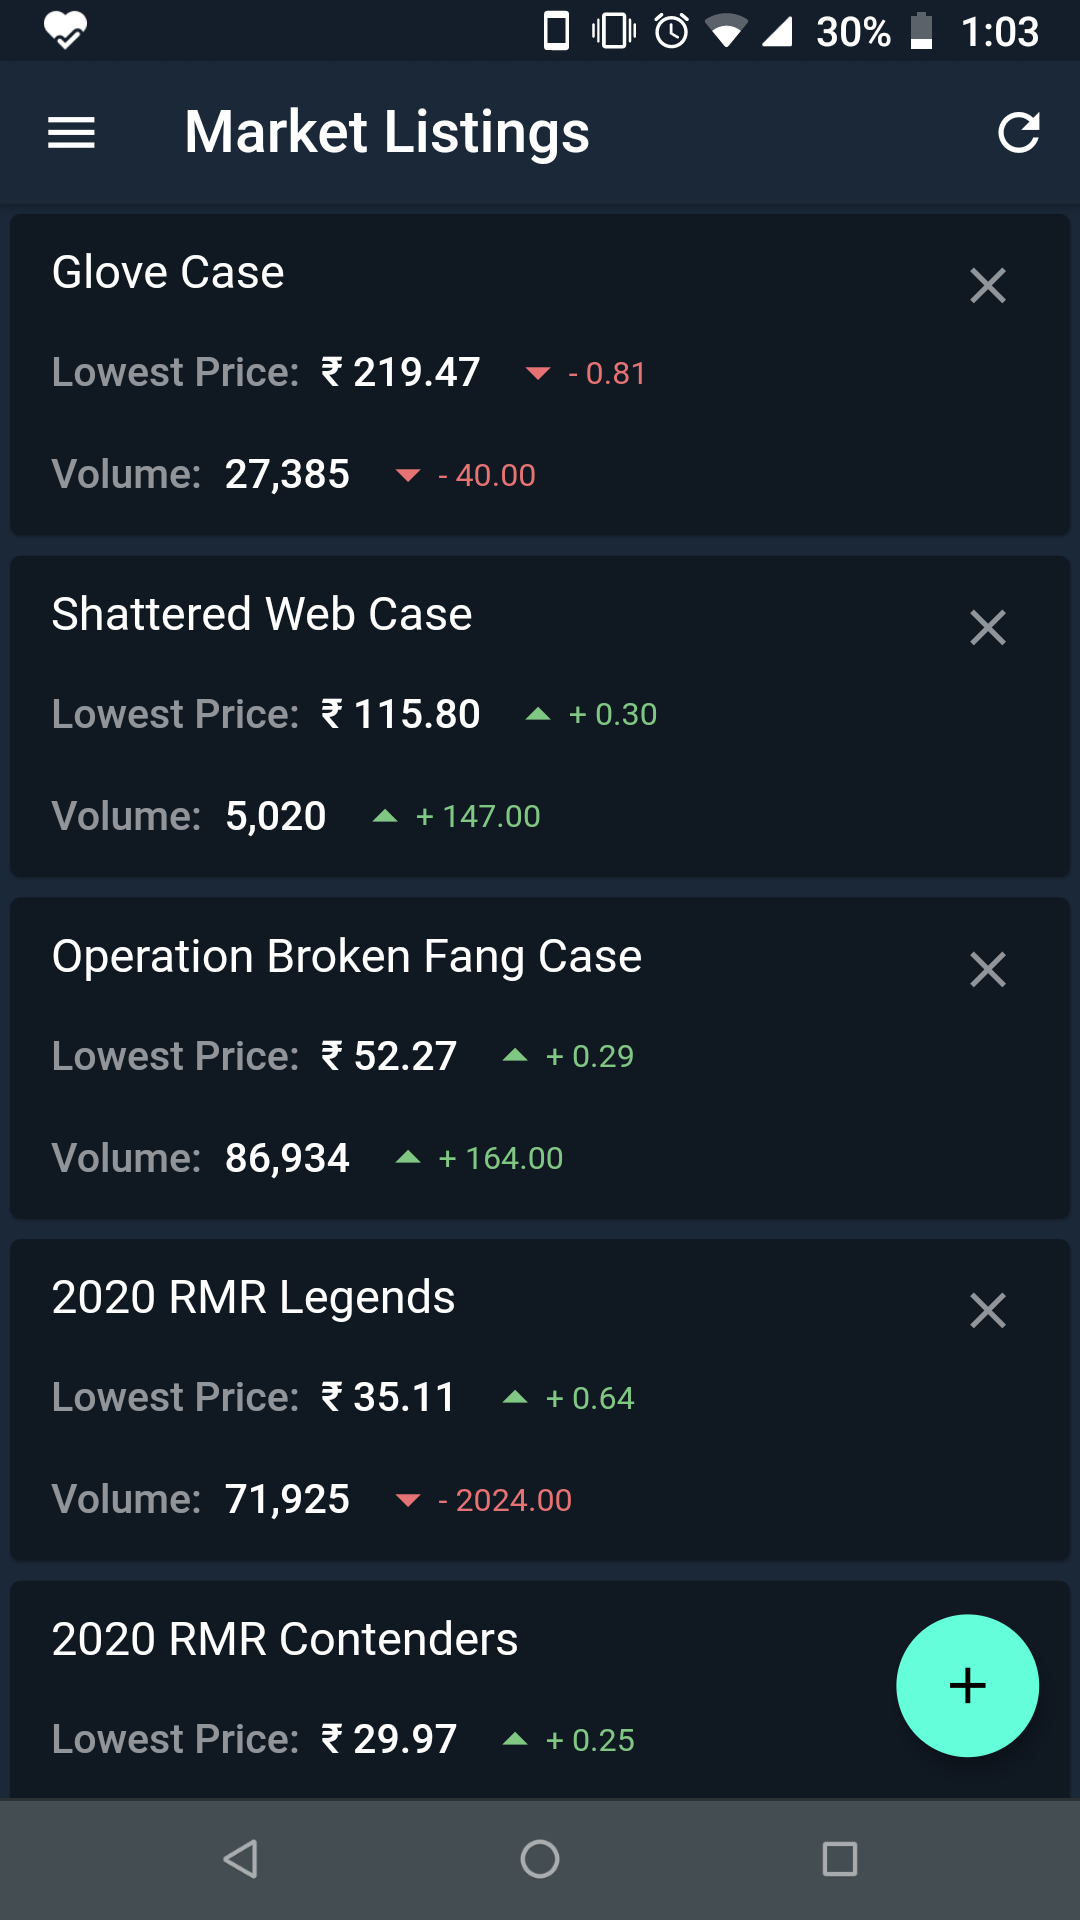 30% 1:03
Market Listings
Glove Case
Lowest Price: ₹ 219.47 - 0.81
Volume: 27,385 - 40.00
Shattered Web Case
Lowest Price: ₹ 115.80 + 0.30
Volume: 5,020 + 147.00
Operation Broken Fang Case
Lowest Price: ₹ 52.27 + 0.29
Volume: 86,934 + 164.00
2020 RMR Legends
Lowest Price: ₹ 35.11 + 0.64
Volume: 71,925 - 2024.00
2020 RMR Contenders
Lowest Price: ₹ 29.97 + 0.25